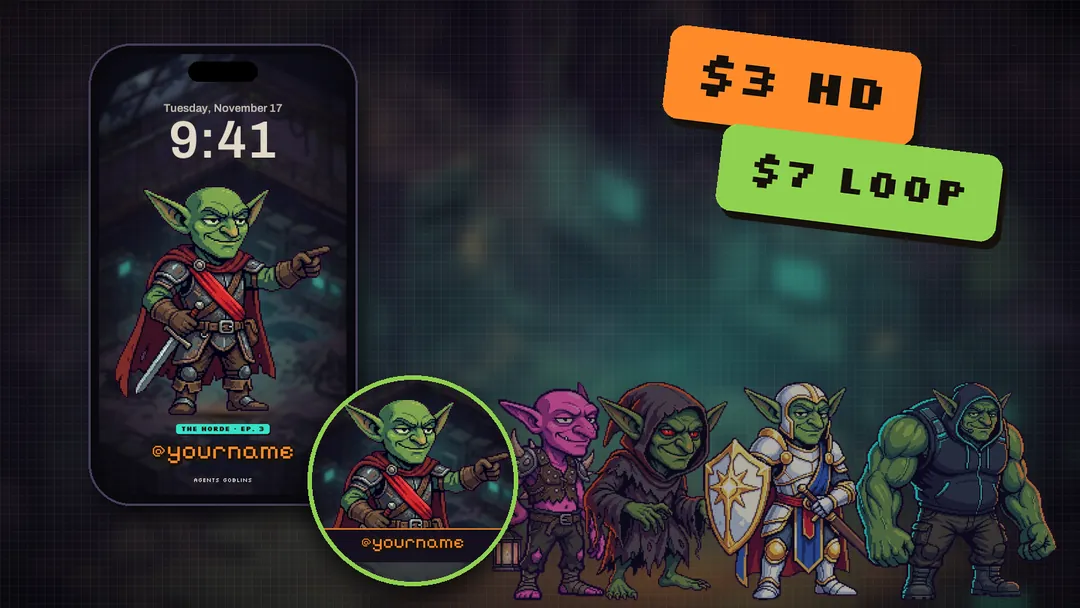 Tuesday, November 17
9:41
THE HORDE · EP. 3
@yourname
AGENTS GOBLINS
@yourname
$3 HD
$7 LOOP